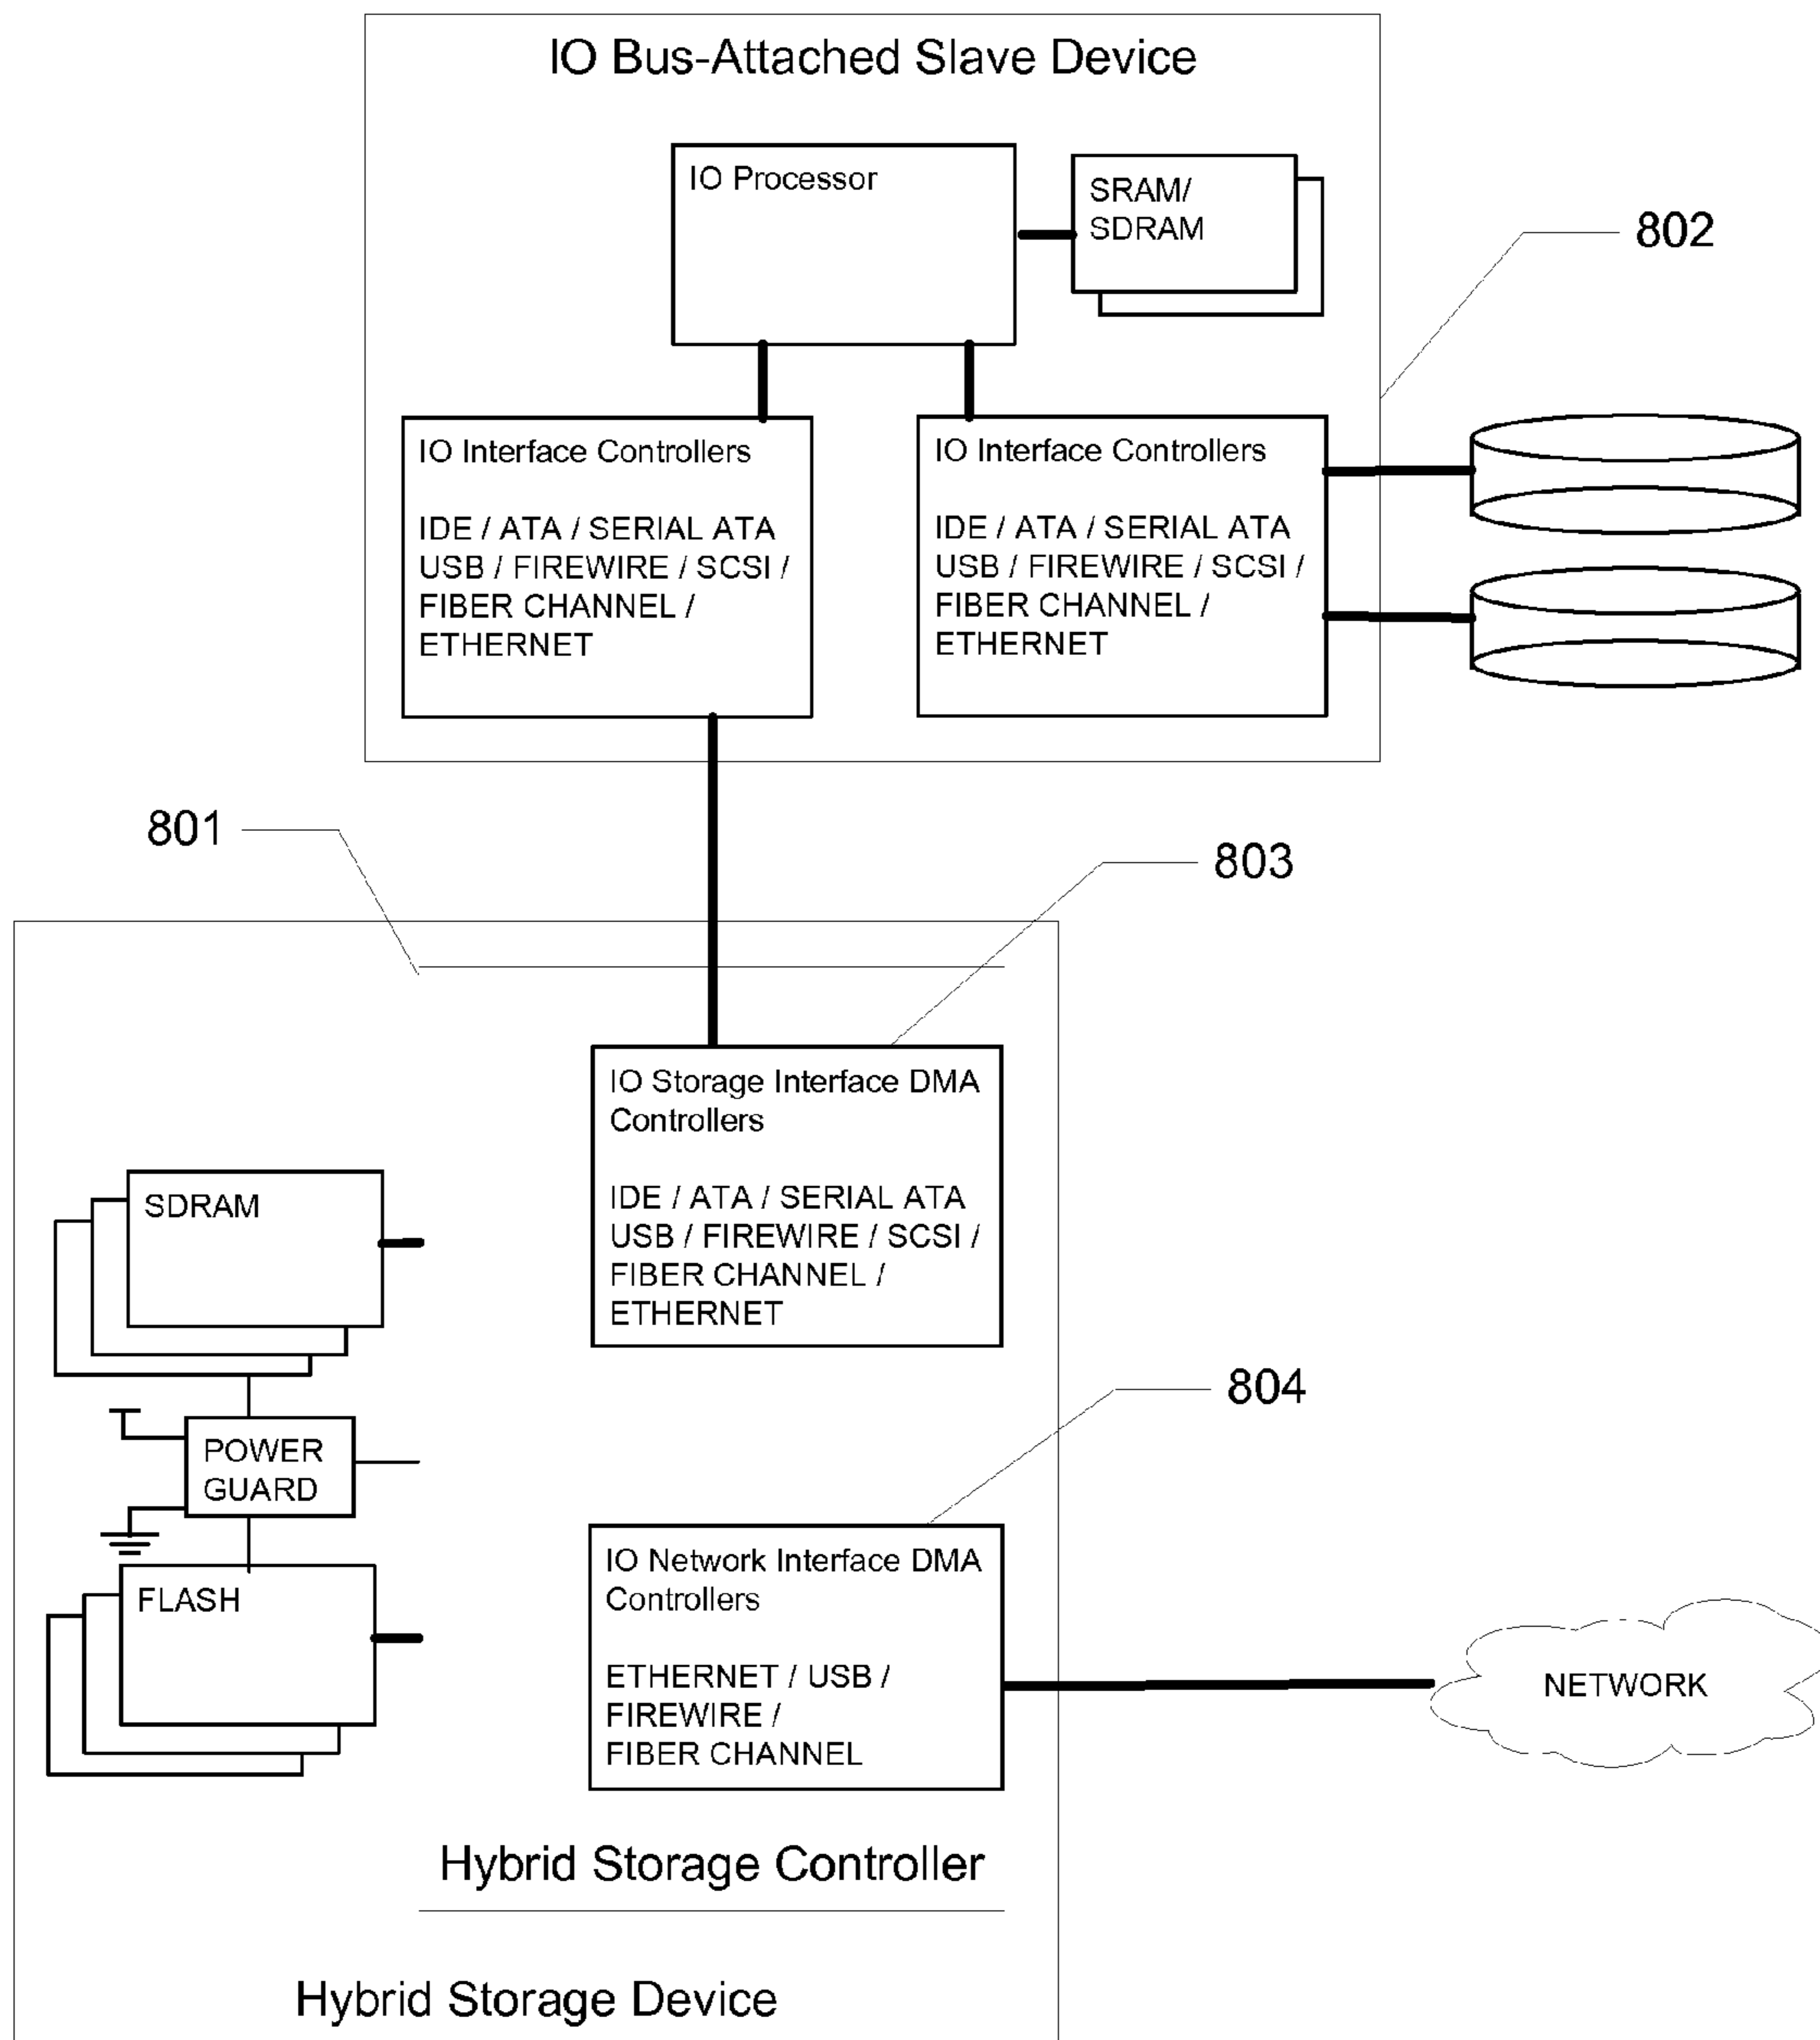 IO Bus-Attached Slave Device
IO Processor
SRAM/
SDRAM
802
IO Interface Controllers
IDE / ATA / SERIAL ATA
USB / FIREWIRE / SCSI /
FIBER CHANNEL /
ETHERNET
IO Interface Controllers
IDE / ATA / SERIAL ATA
USB / FIREWIRE / SCSI /
FIBER CHANNEL /
ETHERNET
801
803
IO Storage Interface DMA
Controllers
IDE / ATA / SERIAL ATA
USB / FIREWIRE / SCSI /
FIBER CHANNEL /
ETHERNET
SDRAM
804
POWER
GUARD
FLASH
IO Network Interface DMA
Controllers
ETHERNET / USB /
FIREWIRE /
FIBER CHANNEL
NETWORK
Hybrid Storage Controller
Hybrid Storage Device